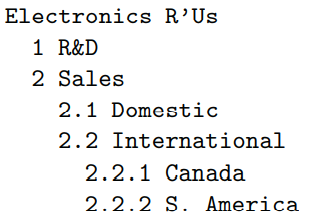 Electronics R’Us
1 R&D
2 Sales
2.1 Domestic
2.2 International
2.2.1 Canada
2.2.2 S. America